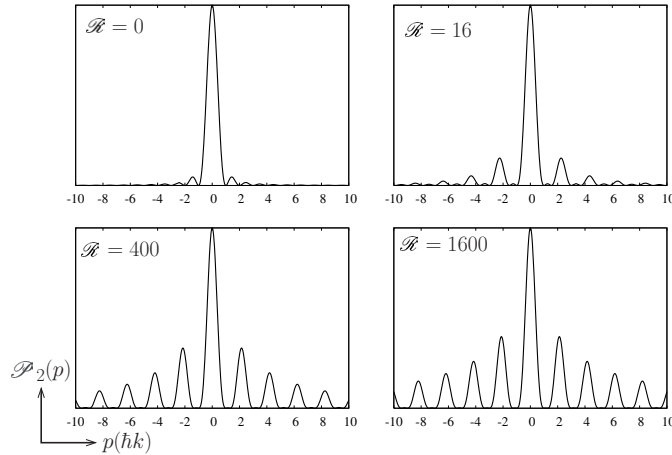 ℛ = 0
-10 -8 -6 -4 -2 0 2 4 6 8 10
ℛ = 16
-10 -8 -6 -4 -2 0 2 4 6 8 10
ℛ = 400
-10 -8 -6 -4 -2 0 2 4 6 8 10
ℛ = 1600
-10 -8 -6 -4 -2 0 2 4 6 8 10
𝒫₂(p)
p(ħk)